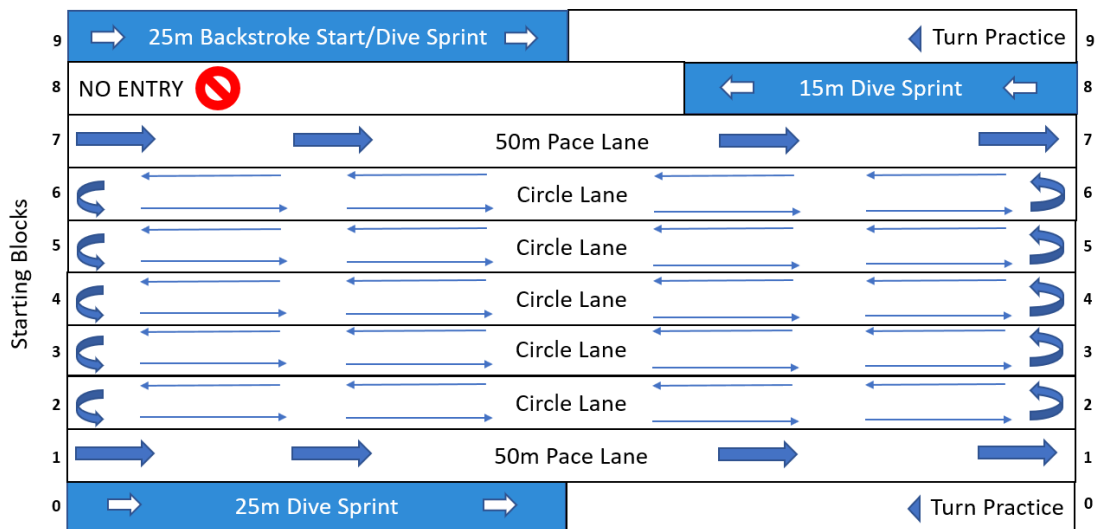 Starting Blocks
9 25m Backstroke Start/Dive Sprint Turn Practice 9
8 NO ENTRY 15m Dive Sprint 8
7 50m Pace Lane 7
6 Circle Lane 6
5 Circle Lane 5
4 Circle Lane 4
3 Circle Lane 3
2 Circle Lane 2
1 50m Pace Lane 1
0 25m Dive Sprint Turn Practice 0